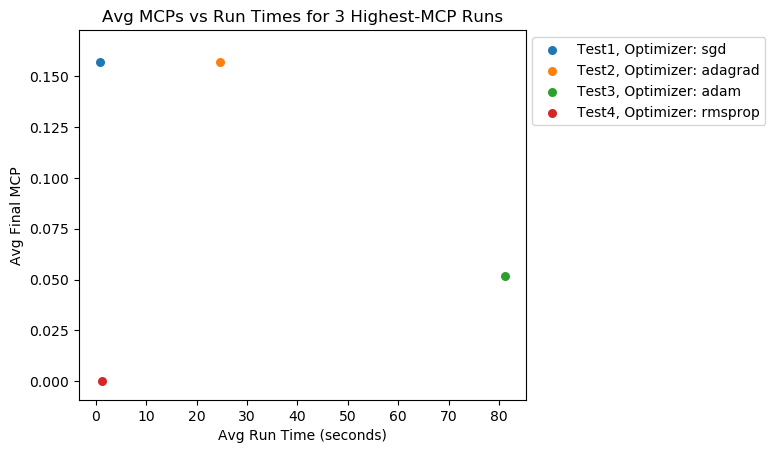 Avg MCPs vs Run Times for 3 Highest-MCP Runs
Test1, Optimizer: sgd
Test2, Optimizer: adagrad
Test3, Optimizer: adam
Test4, Optimizer: rmsprop
Avg Final MCP
0.150
0.125
0.100
0.075
0.050
0.025
0.000
0 10 20 30 40 50 60 70 80
Avg Run Time (seconds)